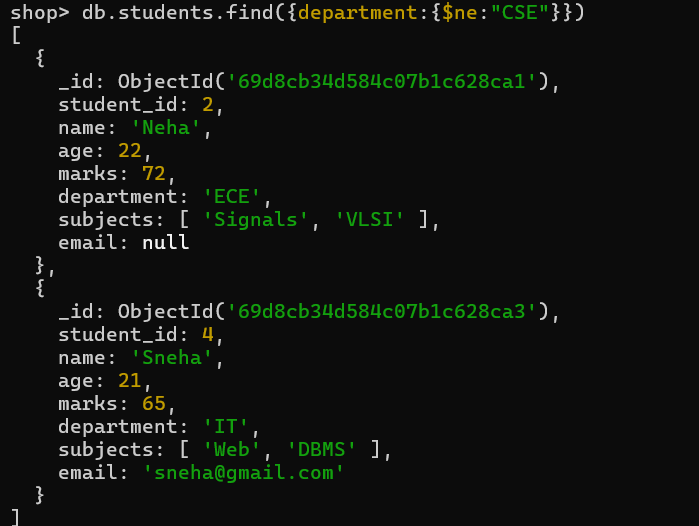 shop> db.students.find({department:{$ne:"CSE"}})
[
  {
    _id: ObjectId('69d8cb34d584c07b1c628ca1'),
    student_id: 2,
    name: 'Neha',
    age: 22,
    marks: 72,
    department: 'ECE',
    subjects: [ 'Signals', 'VLSI' ],
    email: null
  },
  {
    _id: ObjectId('69d8cb34d584c07b1c628ca3'),
    student_id: 4,
    name: 'Sneha',
    age: 21,
    marks: 65,
    department: 'IT',
    subjects: [ 'Web', 'DBMS' ],
    email: 'sneha@gmail.com'
  }
]